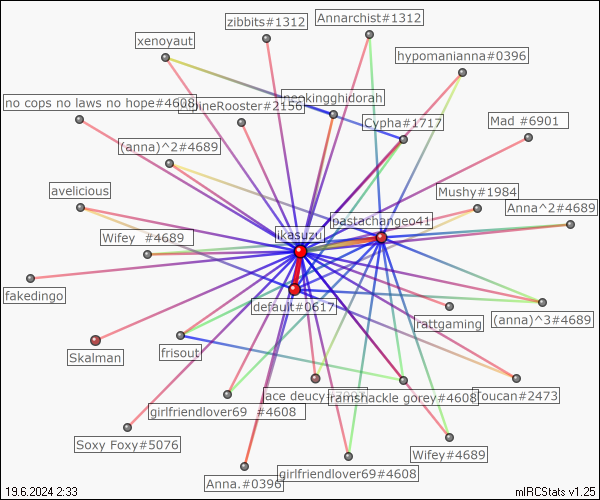 zibbits#1312
Annarchist#1312
xenoyaut
hypomanianna#0396
neekingghidorah
no cops no laws no hope#4608
pineRooster#2156
Cypha#1717
Mad #6901
(anna)^2#4689
avelicious
Mushy#1984
Anna^2#4689
pastachangeo41
ikasuzu
Wifey #4689
fakedingo
default#0617
hattgaming
(anna)^3#4689
Skalman
frisout
ace deucy
ramshackle gorey#4608
Toucan#2473
girlfriendlover69 #4608
Soxy Foxy#5076
Wifey#4689
girlfriendlover69#4608
Anna.#0396
19.6.2024 2:33
mIRCStats v1.25